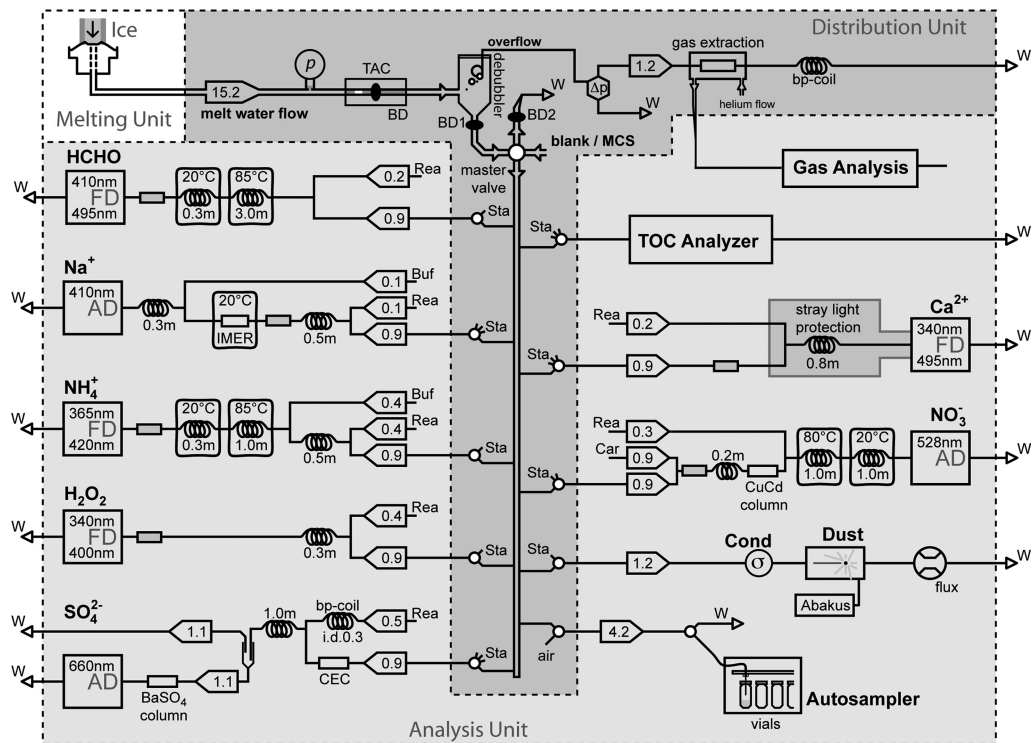 Ice
Melting Unit
Distribution Unit
15.2
melt water flow
p
TAC
BD
overflow
debubbler
BD1
BD2
W
Δp
W
1.2
gas extraction
helium flow
bp-coil
W
blank / MCS
master
valve
Gas Analysis
HCHO
W
410nm
FD
495nm
20°C
0.3m
85°C
3.0m
0.2
Rea
0.9
Sta
Sta
TOC Analyzer
W
Na+
W
410nm
AD
0.3m
20°C
IMER
0.5m
0.1
Buf
0.1
Rea
0.9
Sta
Rea
0.2
stray light
protection
0.8m
Ca2+
340nm
FD
495nm
W
Sta
0.9
NH4+
W
365nm
FD
420nm
20°C
0.3m
85°C
1.0m
0.5m
0.4
Buf
0.4
Rea
0.9
Sta
Rea
0.3
Car
0.9
Sta
0.9
0.2m
CuCd
column
80°C
1.0m
20°C
1.0m
NO3-
528nm
AD
W
H2O2
W
340nm
FD
400nm
0.3m
0.4
Rea
0.9
Sta
Sta
1.2
Cond
σ
Dust
Abakus
flux
W
SO42-
W
1.1
1.0m
bp-coil
i.d.0.3
0.5
Rea
W
660nm
AD
BaSO4
column
1.1
CEC
0.9
Sta
air
4.2
W
Autosampler
vials
Analysis Unit